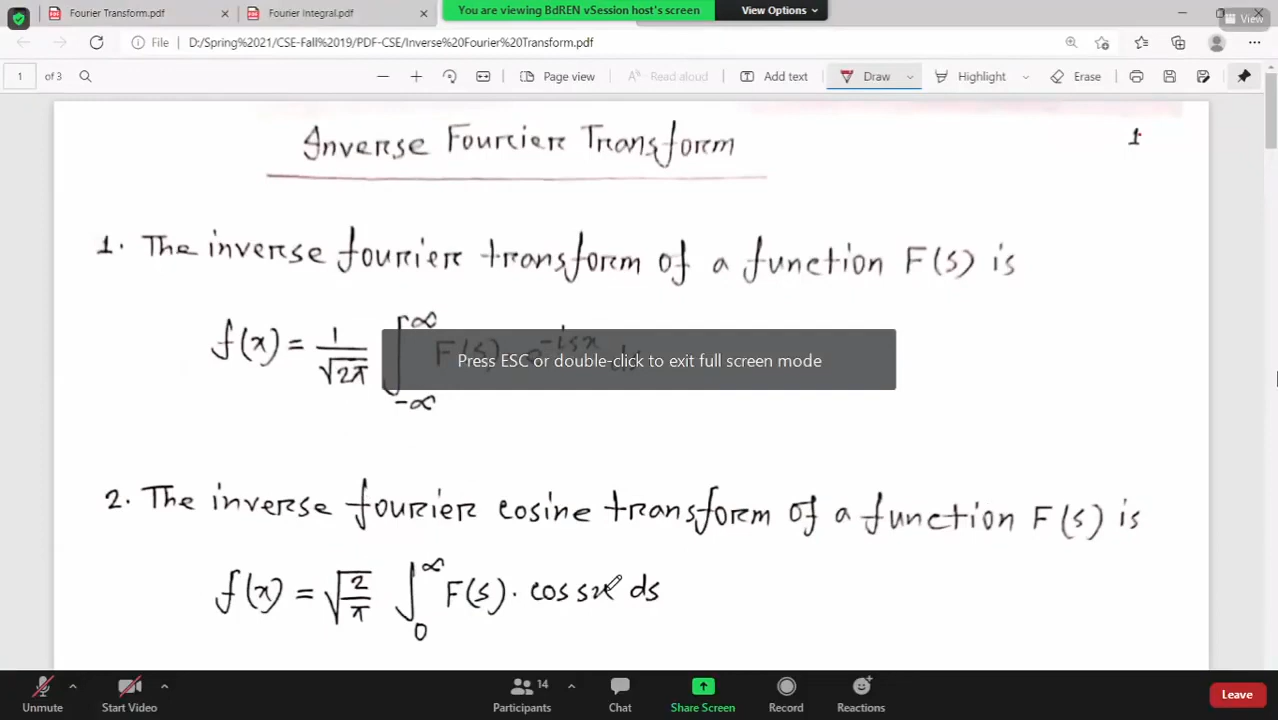 Fourier Transform.pdf
Fourier Integral.pdf
You are viewing BdREN vSession host's screen
View Options
View
File
D:/Spring%2021/CSE-Fall%2019/PDF-CSE/Inverse%20Fourier%20Transform.pdf
1 of 3
Page view
Read aloud
Add text
Draw
Highlight
Erase
Inverse Fourier Transform
1
1. The inverse fourier transform of a function F(s) is
f(x) = 1/√2π ∫_{-∞}^{∞} F(s) · e^{-isx} ds
Press ESC or double-click to exit full screen mode
2. The inverse fourier cosine transform of a function F(s) is
f(x) = √2/π ∫_0^∞ F(s) · cos sx ds
Unmute
Start Video
14
Participants
Chat
Share Screen
Record
Reactions
Leave